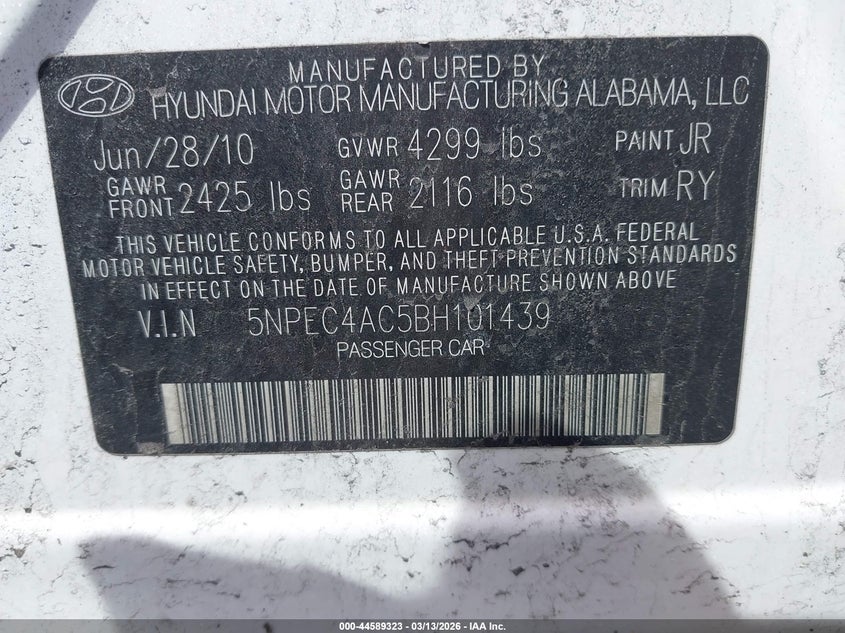 MANUFACTURED BY
HYUNDAI MOTOR MANUFACTURING ALABAMA, LLC
Jun/28/10 GVWR 4299 lbs PAINT JR
GAWR FRONT 2425 lbs GAWR REAR 2116 lbs TRIM RY
THIS VEHICLE CONFORMS TO ALL APPLICABLE U.S.A. FEDERAL
MOTOR VEHICLE SAFETY, BUMPER, AND THEFT PREVENTION STANDARDS
IN EFFECT ON THE DATE OF MANUFACTURE SHOWN ABOVE
V.I.N 5NPEC4AC5BH101439
PASSENGER CAR
000-44589323 | 03/13/2026 - IAA Inc.